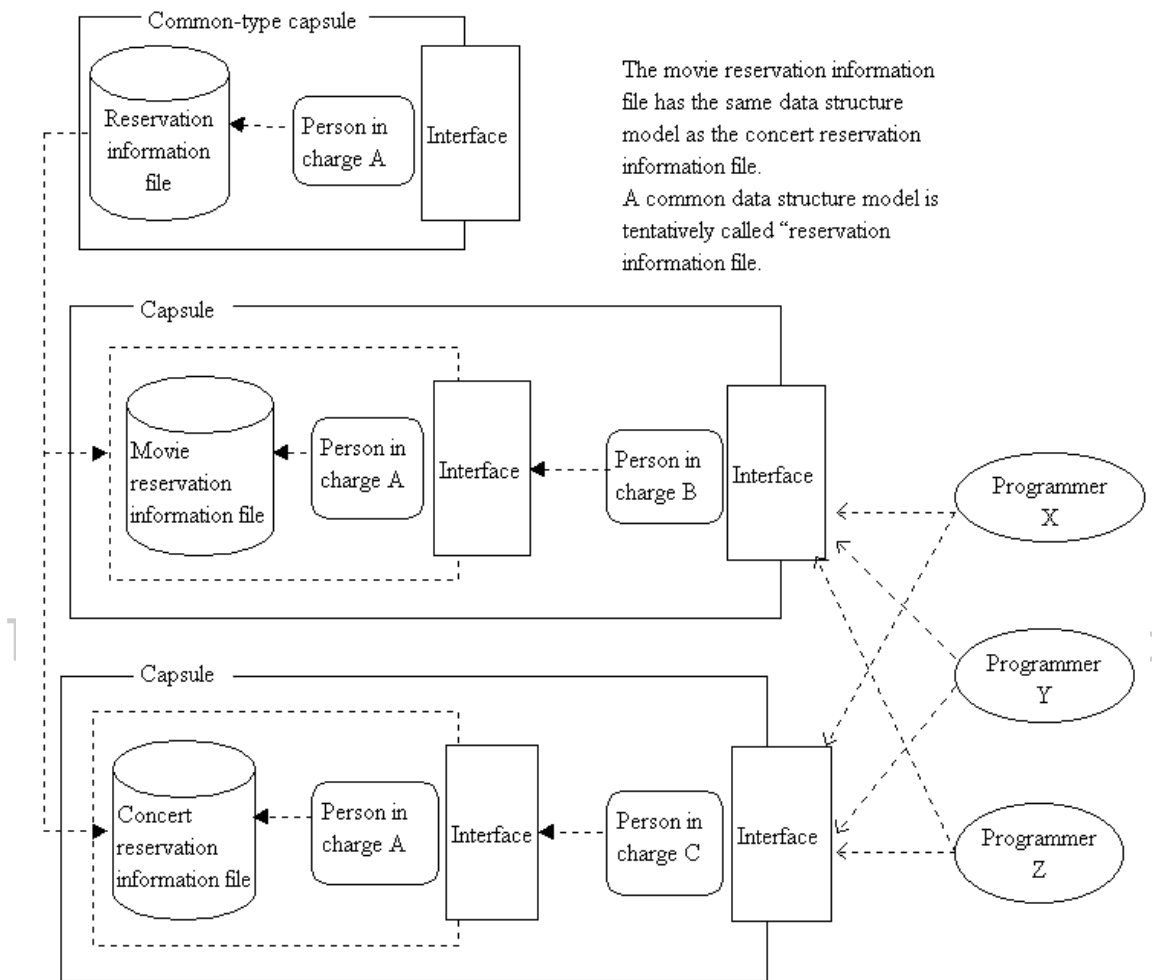 Common-type capsule
Reservation
information
file
Person in
charge A
Interface
The movie reservation information
file has the same data structure
model as the concert reservation
information file.
A common data structure model is
tentatively called “reservation
information file.
Capsule
Movie
reservation
information file
Person in
charge A
Interface
Person in
charge B
Interface
Programmer
X
Programmer
Y
Programmer
Z
Capsule
Concert
reservation
information file
Person in
charge A
Interface
Person in
charge C
Interface